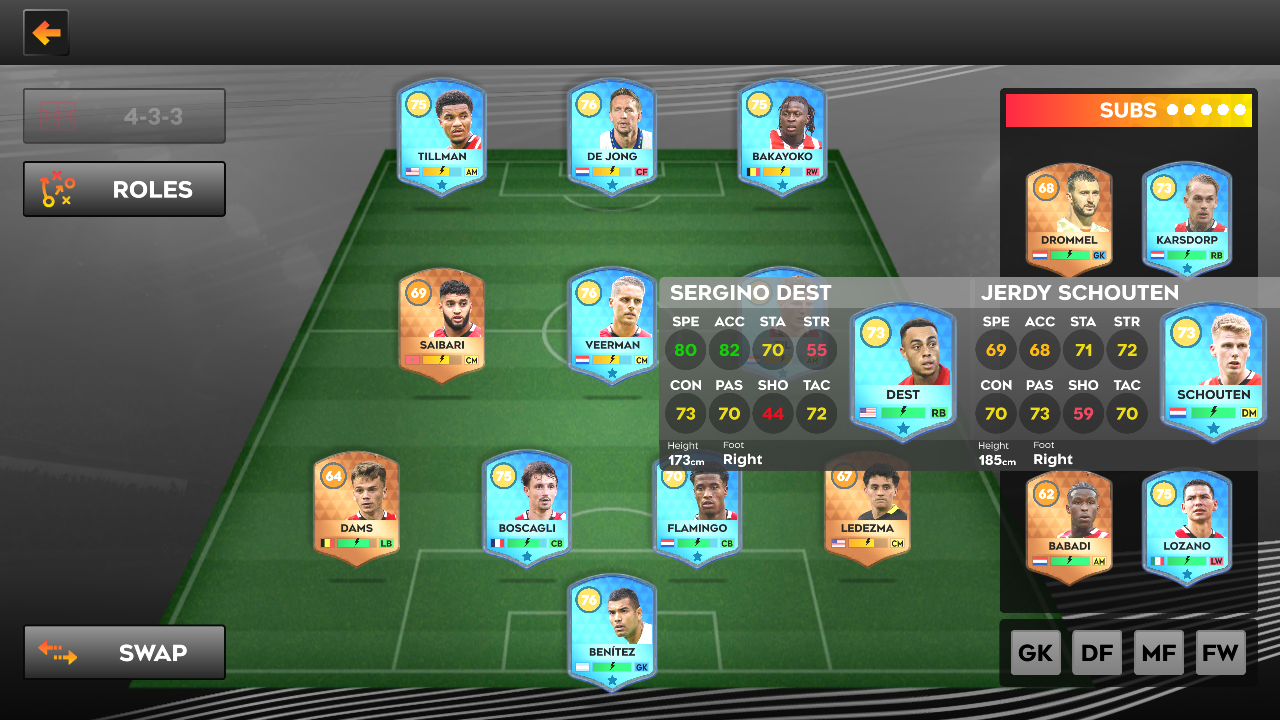 4-3-3
ROLES
SWAP
75
TILLMAN
AM
76
DE JONG
CF
75
BAKAYOKO
RW
69
SAIBARI
CM
76
VEERMAN
CM
64
DAMS
LB
75
BOSCAGLI
CB
70
FLAMINGO
CB
67
LEDEZMA
CM
76
BENÍTEZ
GK
SUBS
68
DROMMEL
GK
73
KARSDORP
RB
SERGINO DEST
SPE ACC STA STR
80 82 70 55
CON PAS SHO TAC
73 70 44 72
Height Foot
173cm Right
73
DEST
RB
JERDY SCHOUTEN
SPE ACC STA STR
69 68 71 72
CON PAS SHO TAC
70 73 59 70
Height Foot
185cm Right
73
SCHOUTEN
DM
62
BABADI
AM
75
LOZANO
LW
GK DF MF FW